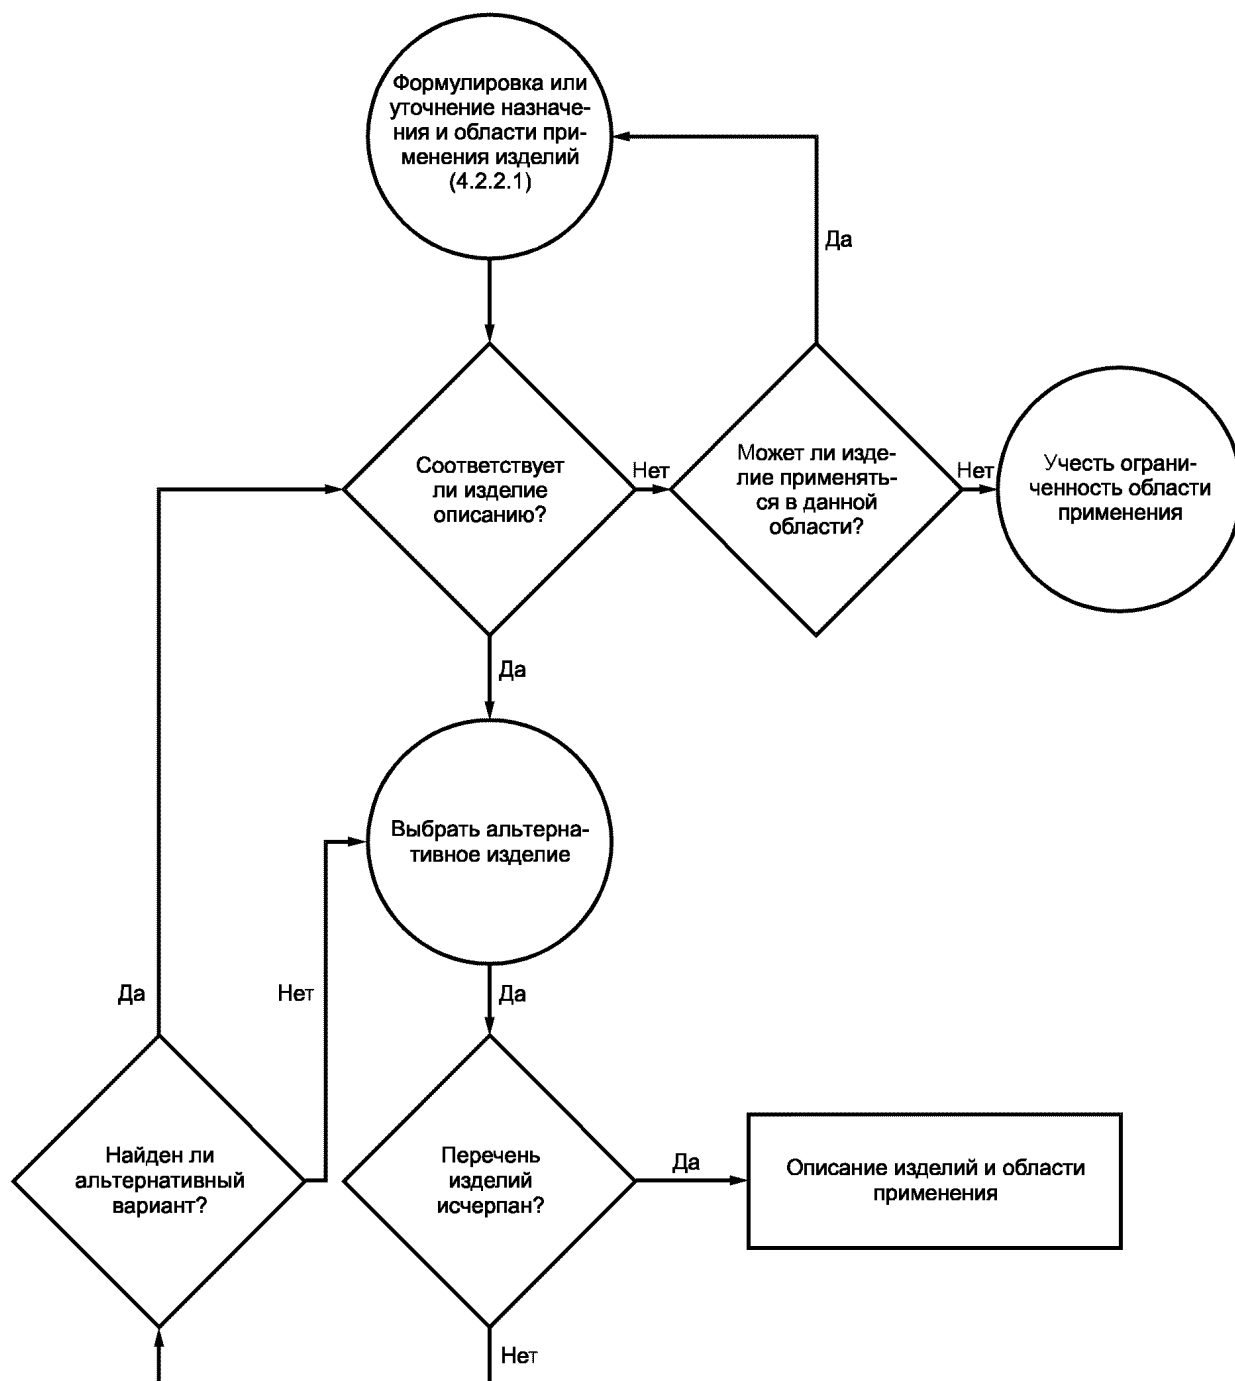 Формулировка или
уточнение назначе-
ния и области при-
менения изделий
(4.2.2.1)
Да
Соответствует
ли изделие
описанию?
Нет
Может ли изде-
лие применять-
ся в данной
области?
Нет
Учесть ограни-
ченность области
применения
Да
Выбрать альтерна-
тивное изделие
Да
Нет
Да
Найден ли
альтернативный
вариант?
Перечень
изделий
исчерпан?
Да
Описание изделий и области
применения
Нет